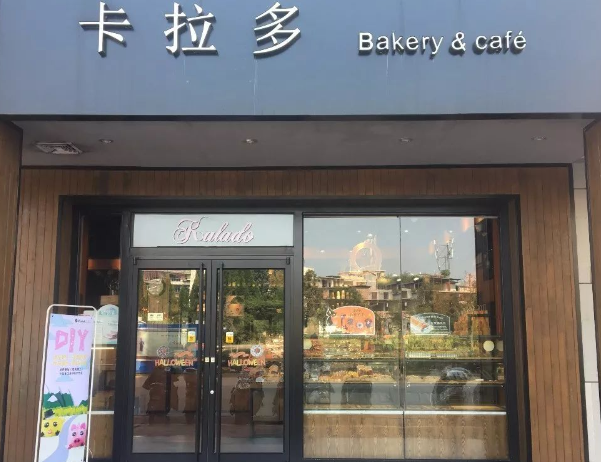 卡拉多 Bakery & café
Kalado
DIY
HALLOWEEN HALLOWEEN